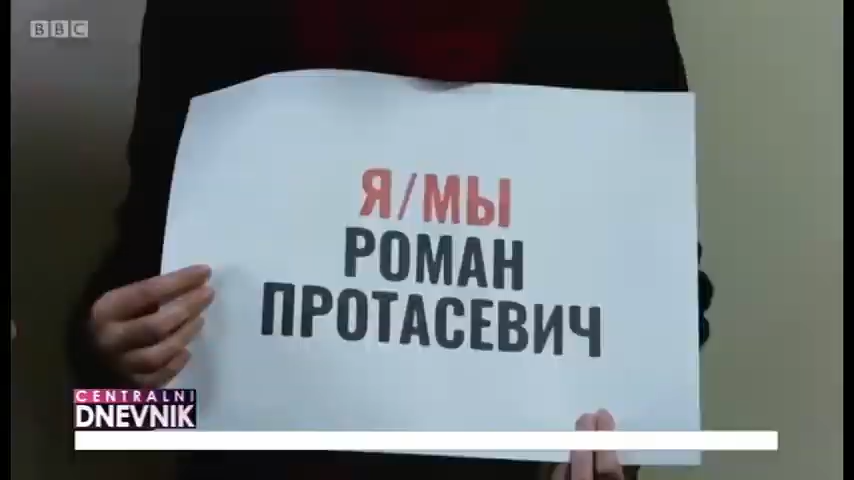 BBC
Я/МЫ
РОМАН
ПРОТАСЕВИЧ
CENTRALNI
DNEVNIK